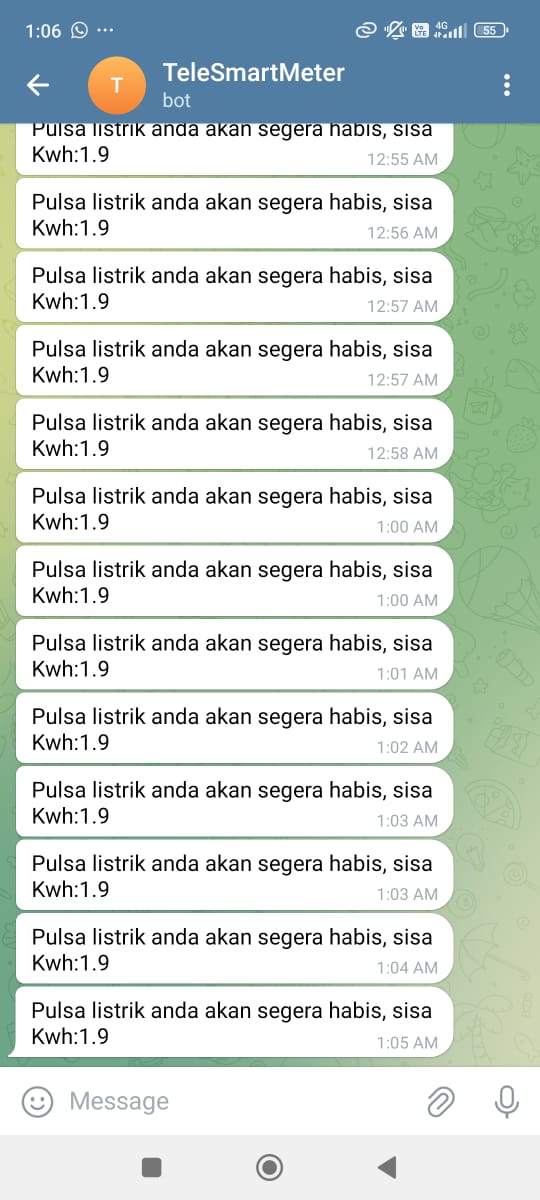 1:06
Vo LTE
4G
55
T
TeleSmartMeter
bot
Pulsa listrik anda akan segera habis, sisa
Kwh:1.9
12:55 AM
Pulsa listrik anda akan segera habis, sisa
Kwh:1.9
12:56 AM
Pulsa listrik anda akan segera habis, sisa
Kwh:1.9
12:57 AM
Pulsa listrik anda akan segera habis, sisa
Kwh:1.9
12:57 AM
Pulsa listrik anda akan segera habis, sisa
Kwh:1.9
12:58 AM
Pulsa listrik anda akan segera habis, sisa
Kwh:1.9
1:00 AM
Pulsa listrik anda akan segera habis, sisa
Kwh:1.9
1:00 AM
Pulsa listrik anda akan segera habis, sisa
Kwh:1.9
1:01 AM
Pulsa listrik anda akan segera habis, sisa
Kwh:1.9
1:02 AM
Pulsa listrik anda akan segera habis, sisa
Kwh:1.9
1:03 AM
Pulsa listrik anda akan segera habis, sisa
Kwh:1.9
1:03 AM
Pulsa listrik anda akan segera habis, sisa
Kwh:1.9
1:04 AM
Pulsa listrik anda akan segera habis, sisa
Kwh:1.9
1:05 AM
Message